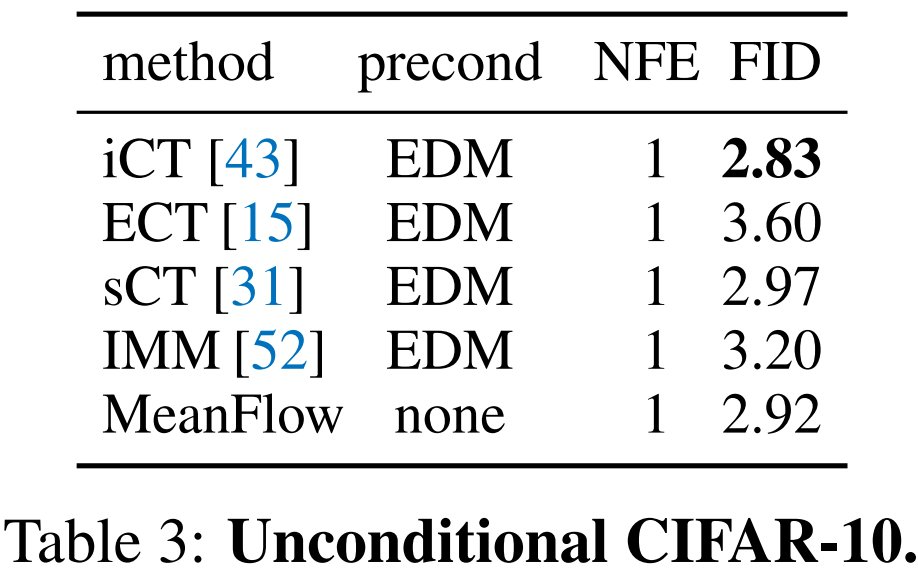 method precond NFE FID
iCT [43] EDM 1 2.83
ECT [15] EDM 1 3.60
sCT [31] EDM 1 2.97
IMM [52] EDM 1 3.20
MeanFlow none 1 2.92
Table 3: Unconditional CIFAR-10.